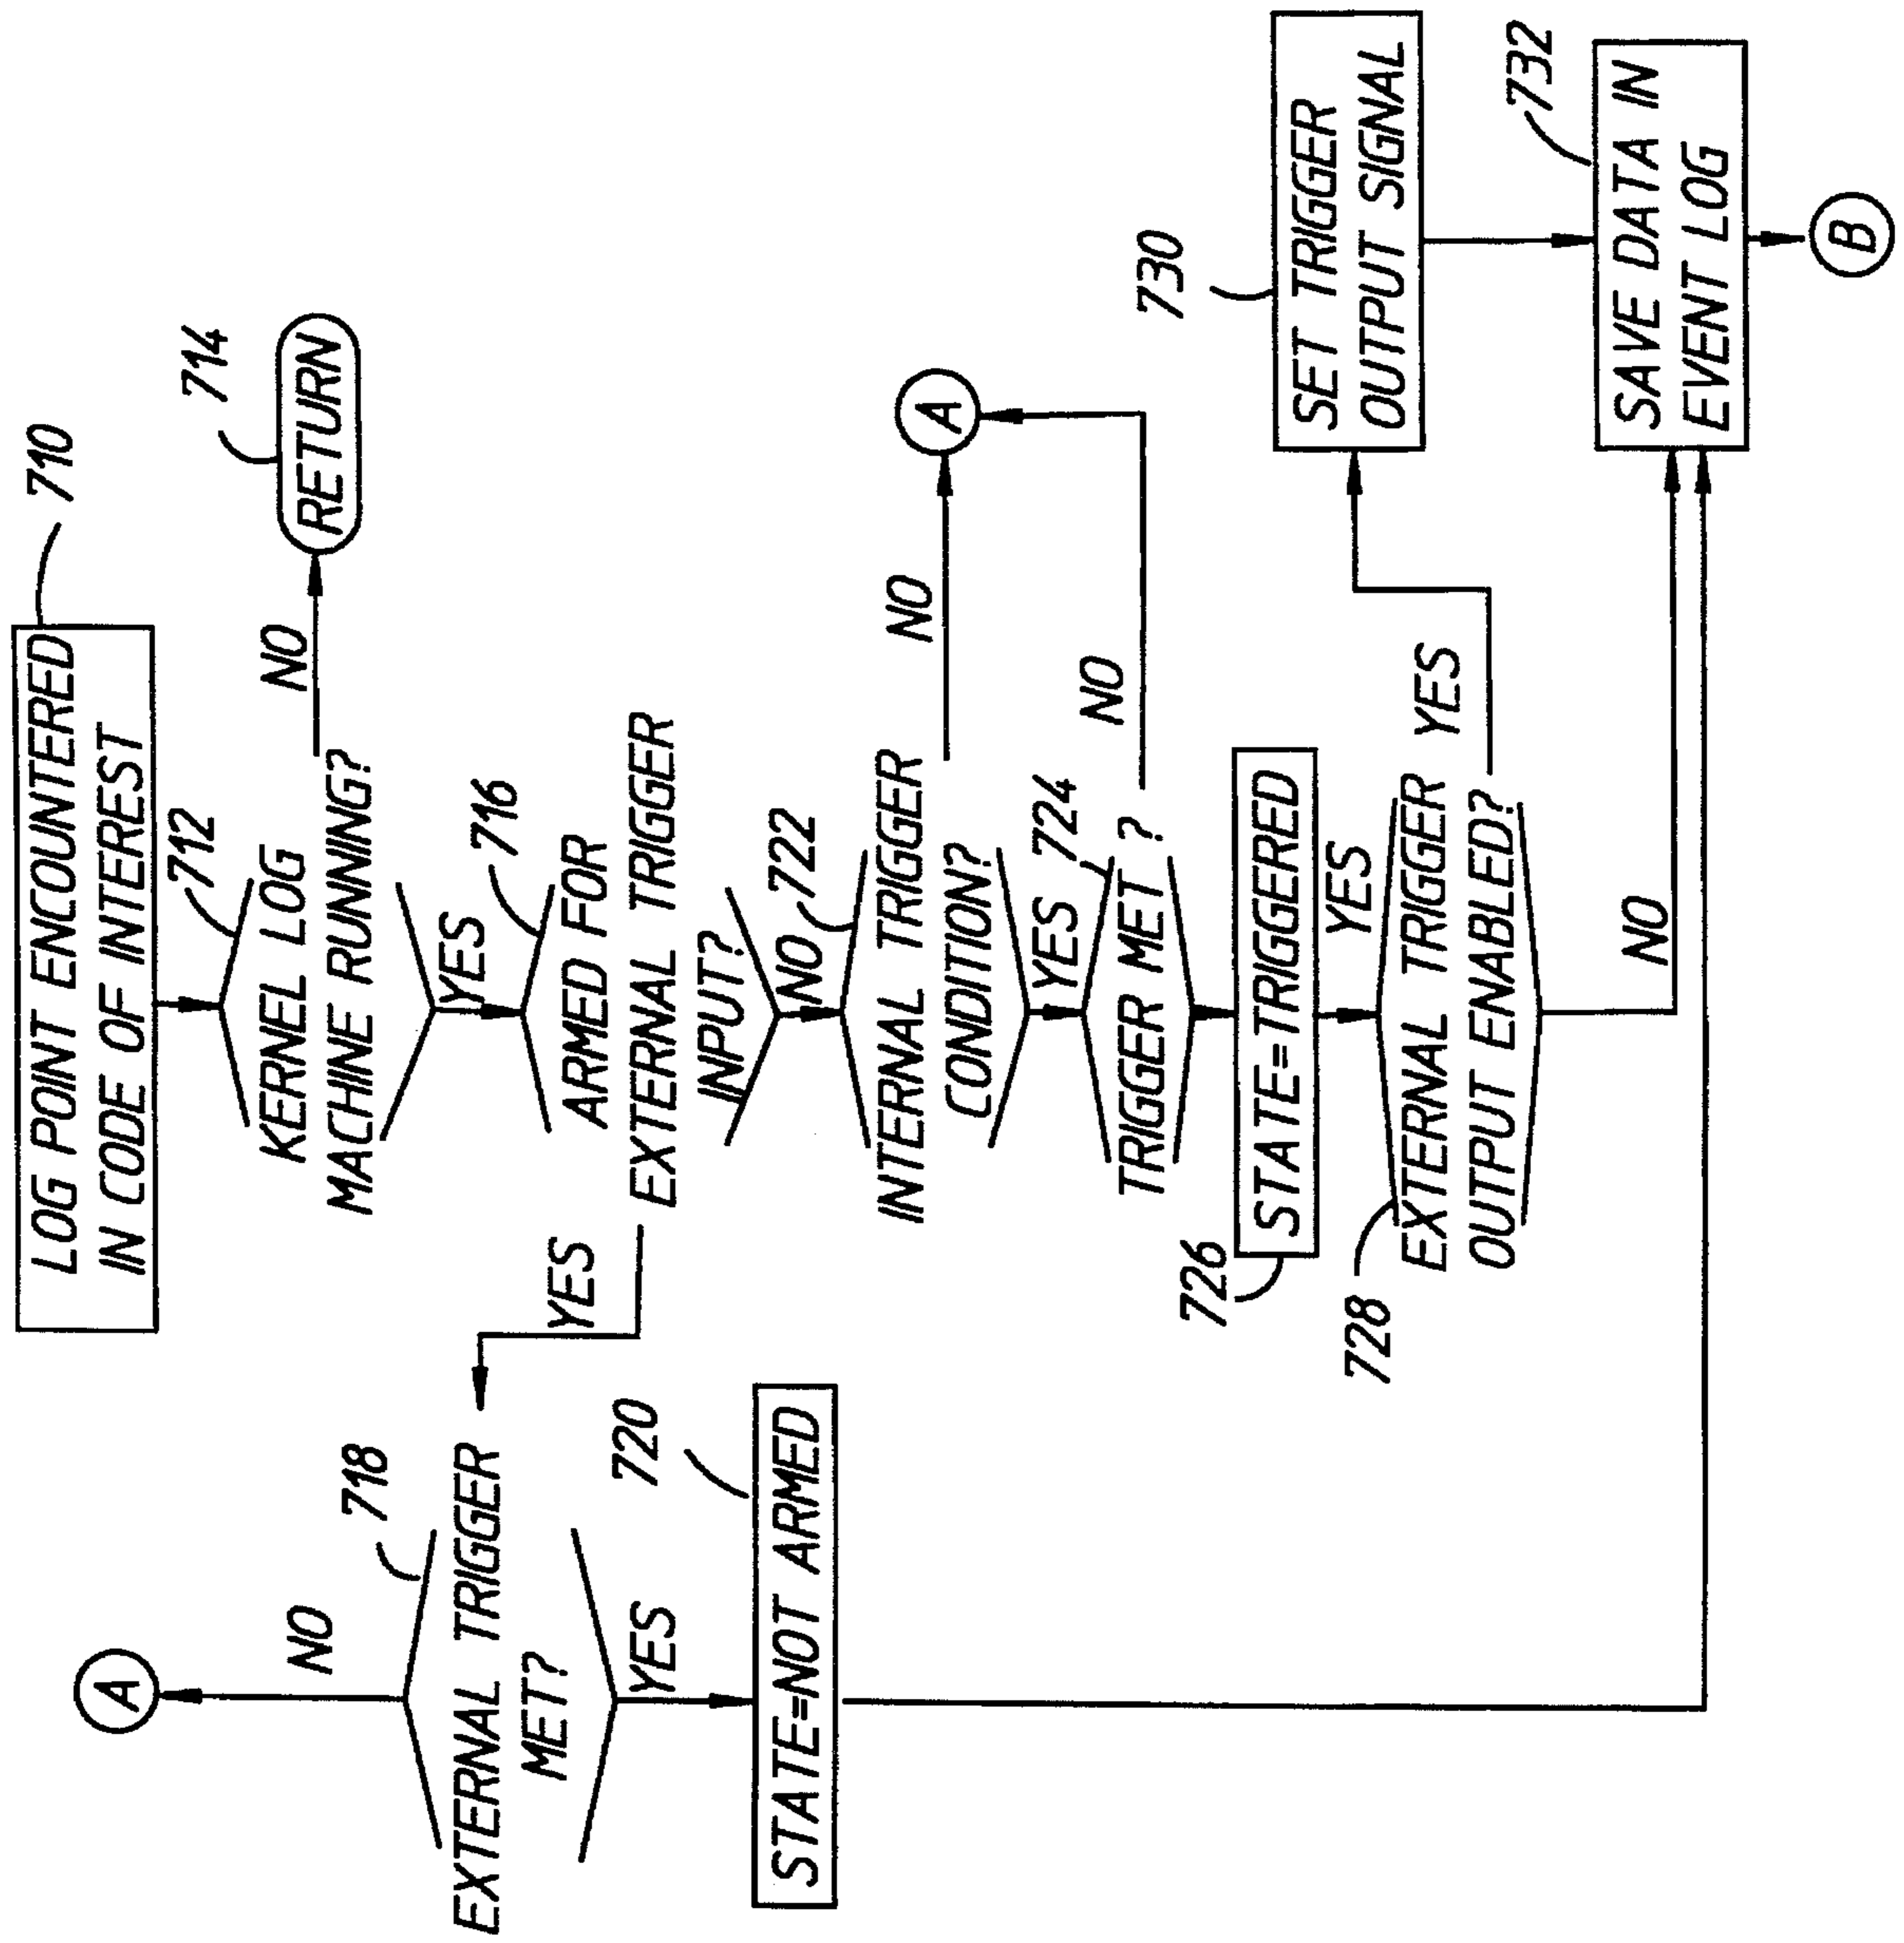 LOG POINT ENCOUNTERED
IN CODE OF INTEREST
710
712
KERNEL LOG
MACHINE RUNNING?
NO
RETURN
714
YES
716
ARMED FOR
EXTERNAL TRIGGER
INPUT?
YES
718
EXTERNAL TRIGGER
MET?
NO
A
YES
720
STATE=NOT ARMED
NO
722
INTERNAL TRIGGER
CONDITION?
NO
A
YES
724
TRIGGER MET ?
NO
726
STATE=TRIGGERED
YES
728
EXTERNAL TRIGGER
OUTPUT ENABLED?
YES
730
SET TRIGGER
OUTPUT SIGNAL
NO
732
SAVE DATA IN
EVENT LOG
B